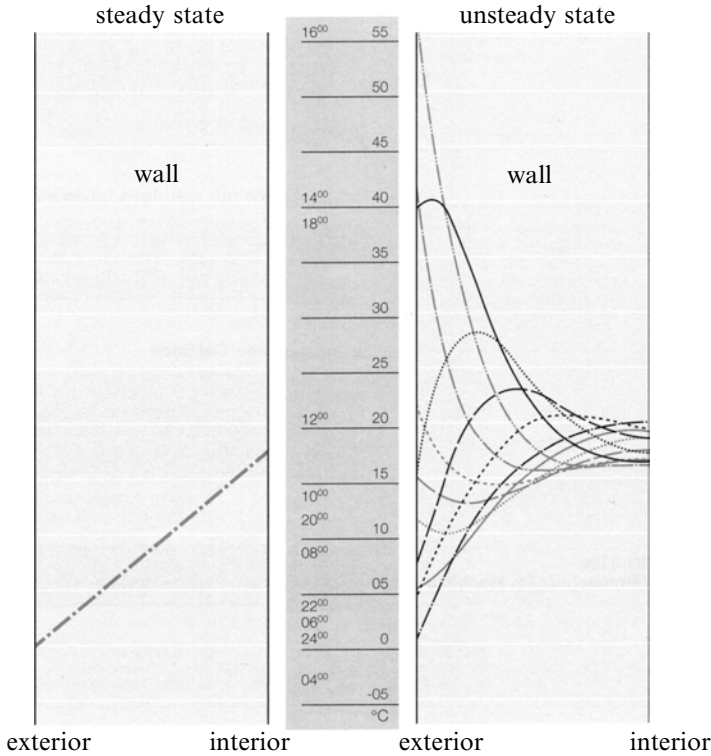 steady state
unsteady state
wall
wall
16⁰⁰ 55
50
45
14⁰⁰ 40
18⁰⁰
35
30
25
12⁰⁰ 20
15
10⁰⁰
20⁰⁰ 10
08⁰⁰
05
22⁰⁰
06⁰⁰
24⁰⁰ 0
04⁰⁰
-05
°C
exterior
interior
exterior
interior